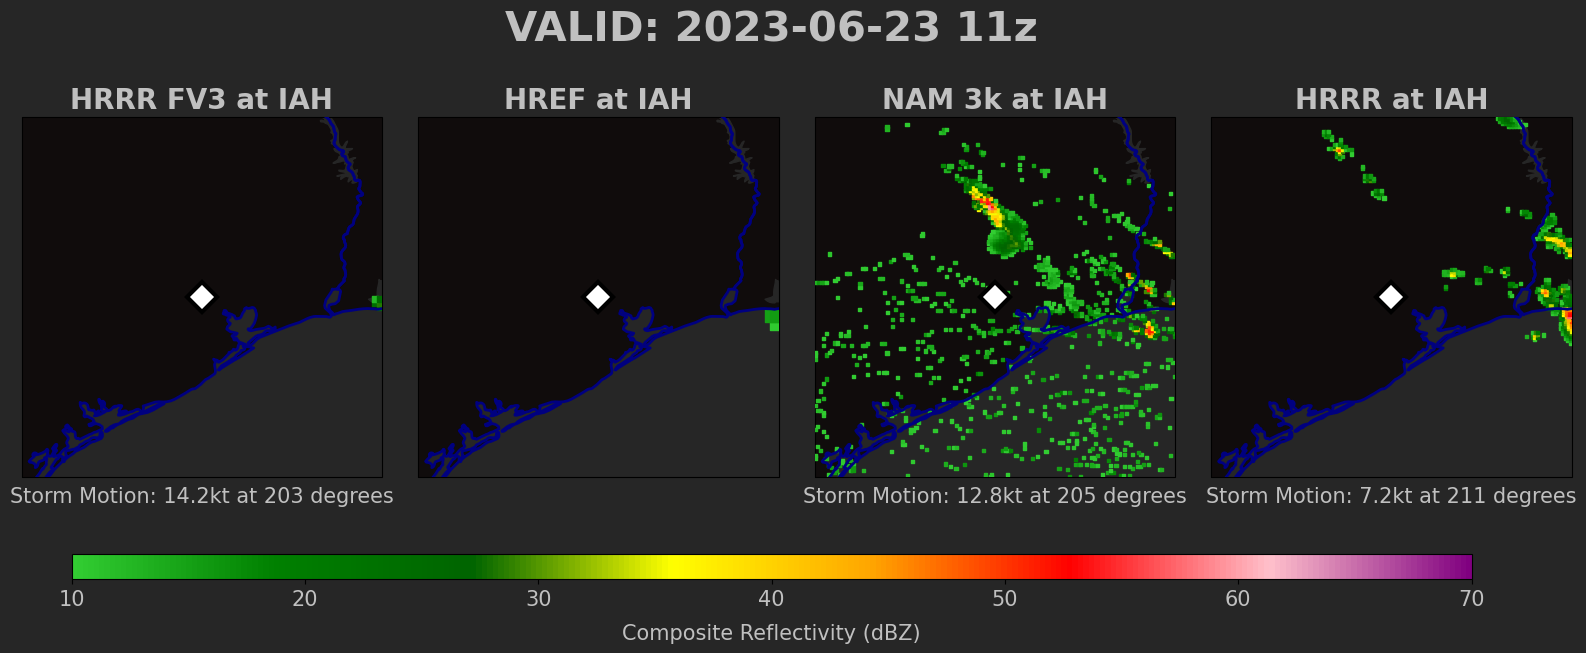 VALID: 2023-06-23 11z
HRRR FV3 at IAH
HREF at IAH
NAM 3k at IAH
HRRR at IAH
Storm Motion: 14.2kt at 203 degrees
Storm Motion: 12.8kt at 205 degrees
Storm Motion: 7.2kt at 211 degrees
10 20 30 40 50 60 70
Composite Reflectivity (dBZ)